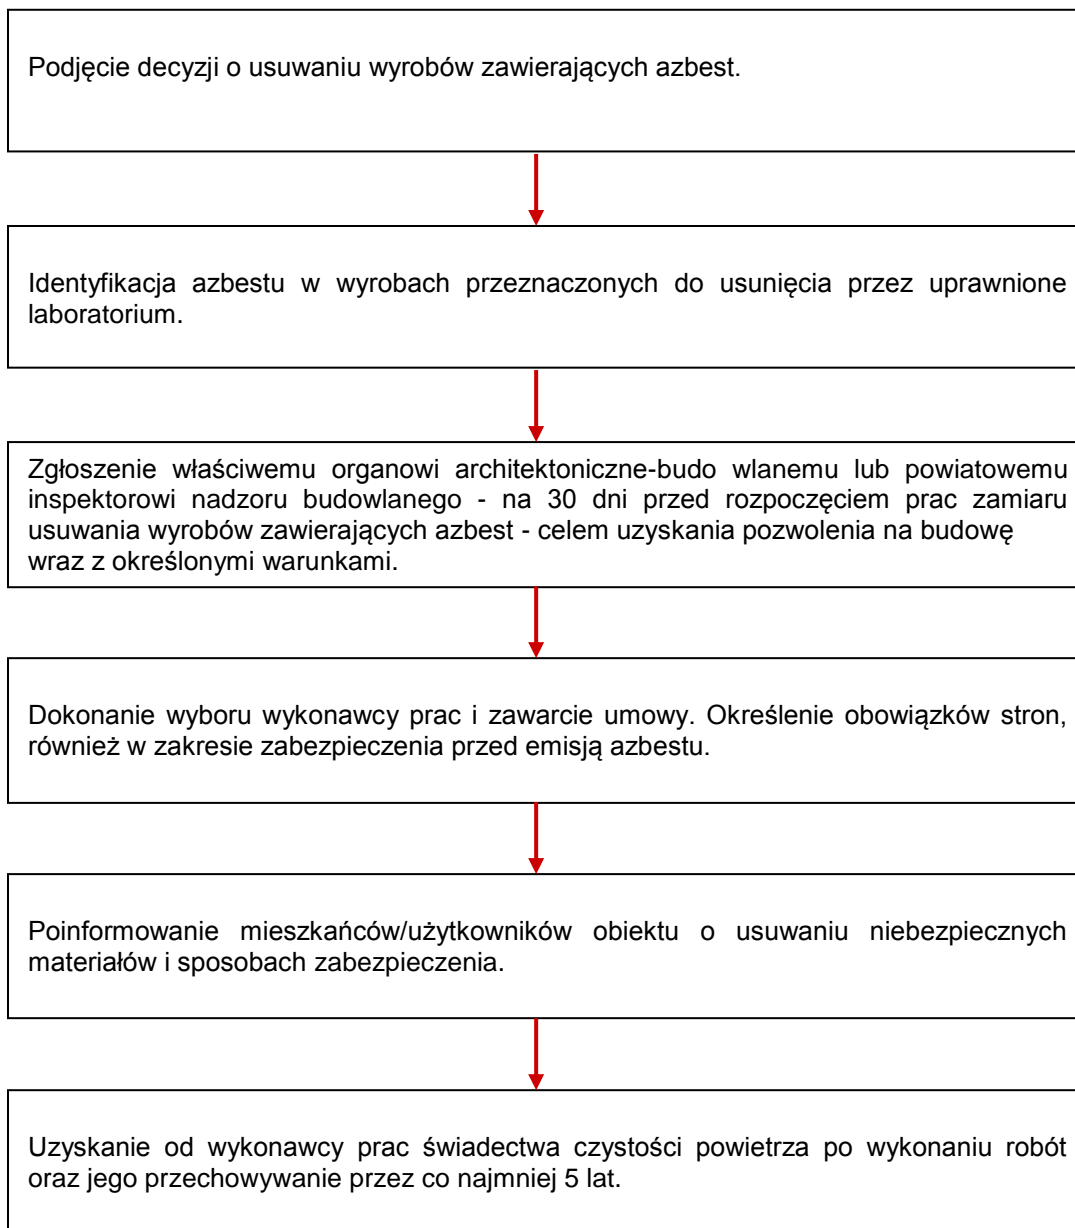 Podjęcie decyzji o usuwaniu wyrobów zawierających azbest.
Identyfikacja azbestu w wyrobach przeznaczonych do usunięcia przez uprawnione
laboratorium.
Zgłoszenie właściwemu organowi architektoniczne-budo wlanemu lub powiatowemu
inspektorowi nadzoru budowlanego - na 30 dni przed rozpoczęciem prac zamiaru
usuwania wyrobów zawierających azbest - celem uzyskania pozwolenia na budowę
wraz z określonymi warunkami.
Dokonanie wyboru wykonawcy prac i zawarcie umowy. Określenie obowiązków stron,
również w zakresie zabezpieczenia przed emisją azbestu.
Poinformowanie mieszkańców/użytkowników obiektu o usuwaniu niebezpiecznych
materiałów i sposobach zabezpieczenia.
Uzyskanie od wykonawcy prac świadectwa czystości powietrza po wykonaniu robót
oraz jego przechowywanie przez co najmniej 5 lat.